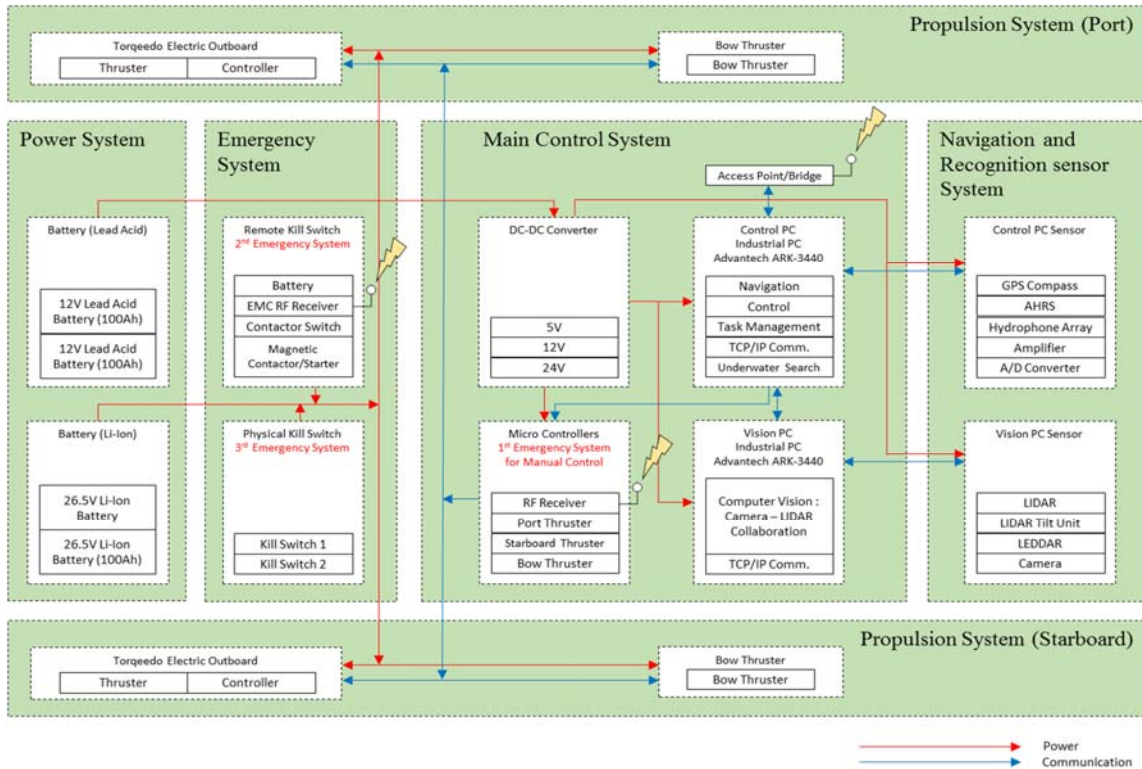 Propulsion System (Port)
Torqeedo Electric Outboard
Thruster
Controller
Bow Thruster
Bow Thruster
Power System
Battery (Lead Acid)
12V Lead Acid
Battery (100Ah)
12V Lead Acid
Battery (100Ah)
Battery (Li-Ion)
26.5V Li-Ion
Battery
26.5V Li-Ion
Battery (100Ah)
Emergency
System
Remote Kill Switch
2nd Emergency System
Battery
EMC RF Receiver
Contactor Switch
Magnetic
Contactor/Starter
Physical Kill Switch
3rd Emergency System
Kill Switch 1
Kill Switch 2
Main Control System
Access Point/Bridge
DC-DC Converter
5V
12V
24V
Control PC
Industrial PC
Advantech ARK-3440
Navigation
Control
Task Management
TCP/IP Comm.
Underwater Search
Micro Controllers
1st Emergency System
for Manual Control
RF Receiver
Port Thruster
Starboard Thruster
Bow Thruster
Vision PC
Industrial PC
Advantech ARK-3440
Computer Vision :
Camera – LIDAR
Collaboration
TCP/IP Comm.
Navigation and
Recognition sensor
System
Control PC Sensor
GPS Compass
AHRS
Hydrophone Array
Amplifier
A/D Converter
Vision PC Sensor
LIDAR
LIDAR Tilt Unit
LEDDAR
Camera
Propulsion System (Starboard)
Torqeedo Electric Outboard
Thruster
Controller
Bow Thruster
Bow Thruster
Power
Communication